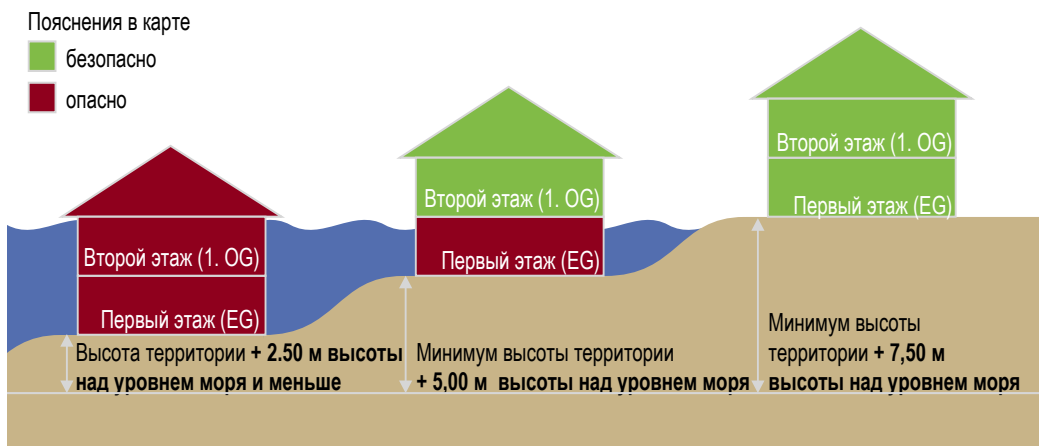 Пояснения в карте
безопасно
опасно
Второй этаж (1. OG)
Первый этаж (EG)
Высота территории + 2.50 м высоты
над уровнем моря и меньше
Второй этаж (1. OG)
Первый этаж (EG)
Минимум высоты территории
+ 5,00 м высоты над уровнем моря
Второй этаж (1. OG)
Первый этаж (EG)
Минимум высоты
территории + 7,50 м
высоты над уровнем моря